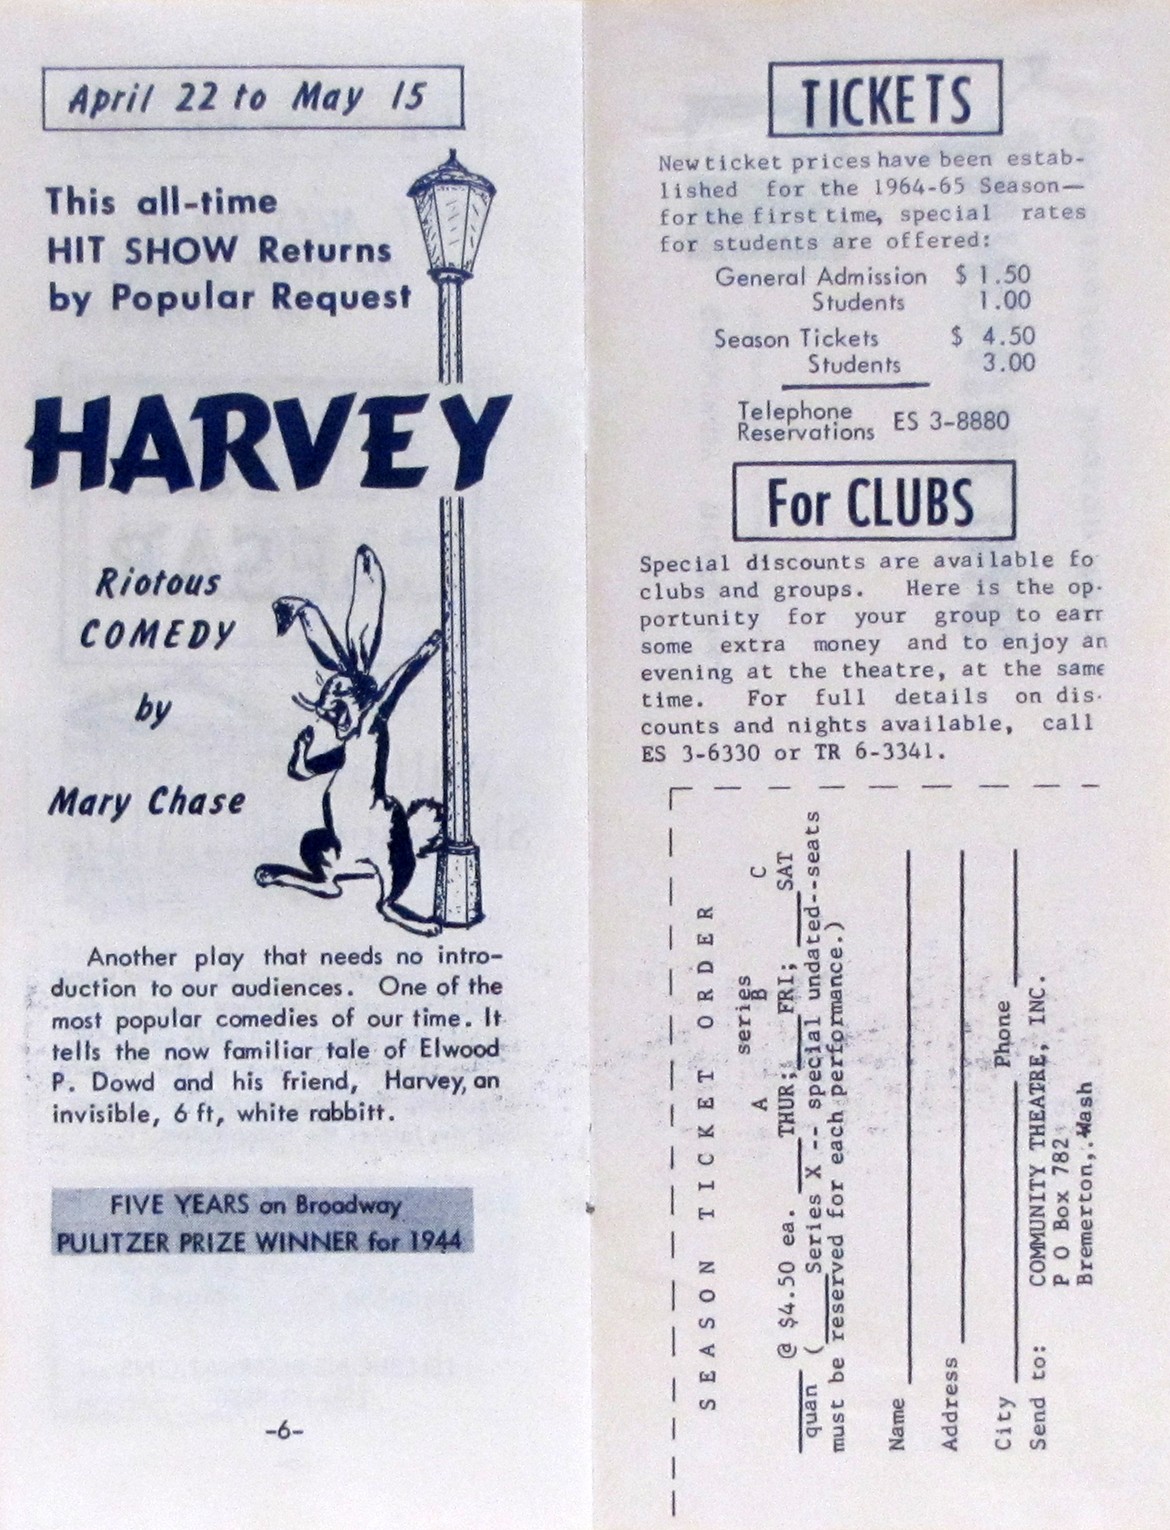 April 22 to May 15
This all-time
HIT SHOW Returns
by Popular Request
HARVEY
Riotous
COMEDY
by
Mary Chase
Another play that needs no intro-
duction to our audiences. One of the
most popular comedies of our time. It
tells the now familiar tale of Elwood
P. Dowd and his friend, Harvey, an
invisible, 6 ft, white rabbitt.
FIVE YEARS on Broadway
PULITZER PRIZE WINNER for 1944
-6-
TICKETS
New ticket prices have been estab-
lished for the 1964-65 Season—
for the first time, special rates
for students are offered:
General Admission $ 1.50
Students 1.00
Season Tickets $ 4.50
Students 3.00
Telephone
Reservations ES 3-8880
For CLUBS
Special discounts are available fo
clubs and groups. Here is the op-
portunity for your group to earn
some extra money and to enjoy an
evening at the theatre, at the same
time. For full details on dis-
counts and nights available, call
ES 3-6330 or TR 6-3341.
SEASON TICKET ORDER
series
A B C
@ $4.50 ea. THUR; FRI; SAT
quan ( Series X -- special undated--seats
must be reserved for each performance.)
Name
Address
City Phone
Send to: COMMUNITY THEATRE, INC.
P O Box 782
Bremerton, Wash